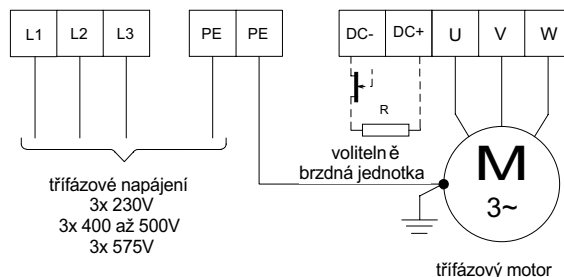 L1 L2 L3 PE PE DC- DC+ U V W
R
volitelně
brzdná jednotka
M
3~
třífázové napájení
3x 230V
3x 400 až 500V
3x 575V
třífázový motor